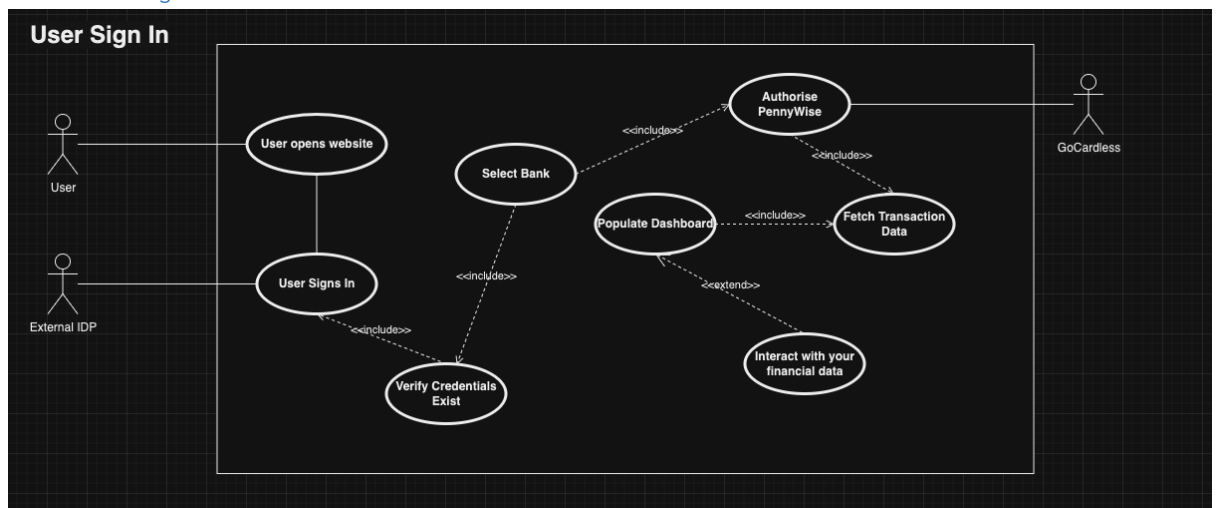 User Sign In
Authorise
PennyWise
<<include>>
User opens website
GoCardless
<<include>>
Select Bank
User
Populate Dashboard
<<include>>
Fetch Transaction
Data
<<include>>
User Signs In
<<extend>>
External IDP
<<include>>
Interact with your
financial data
Verify Credentials
Exist